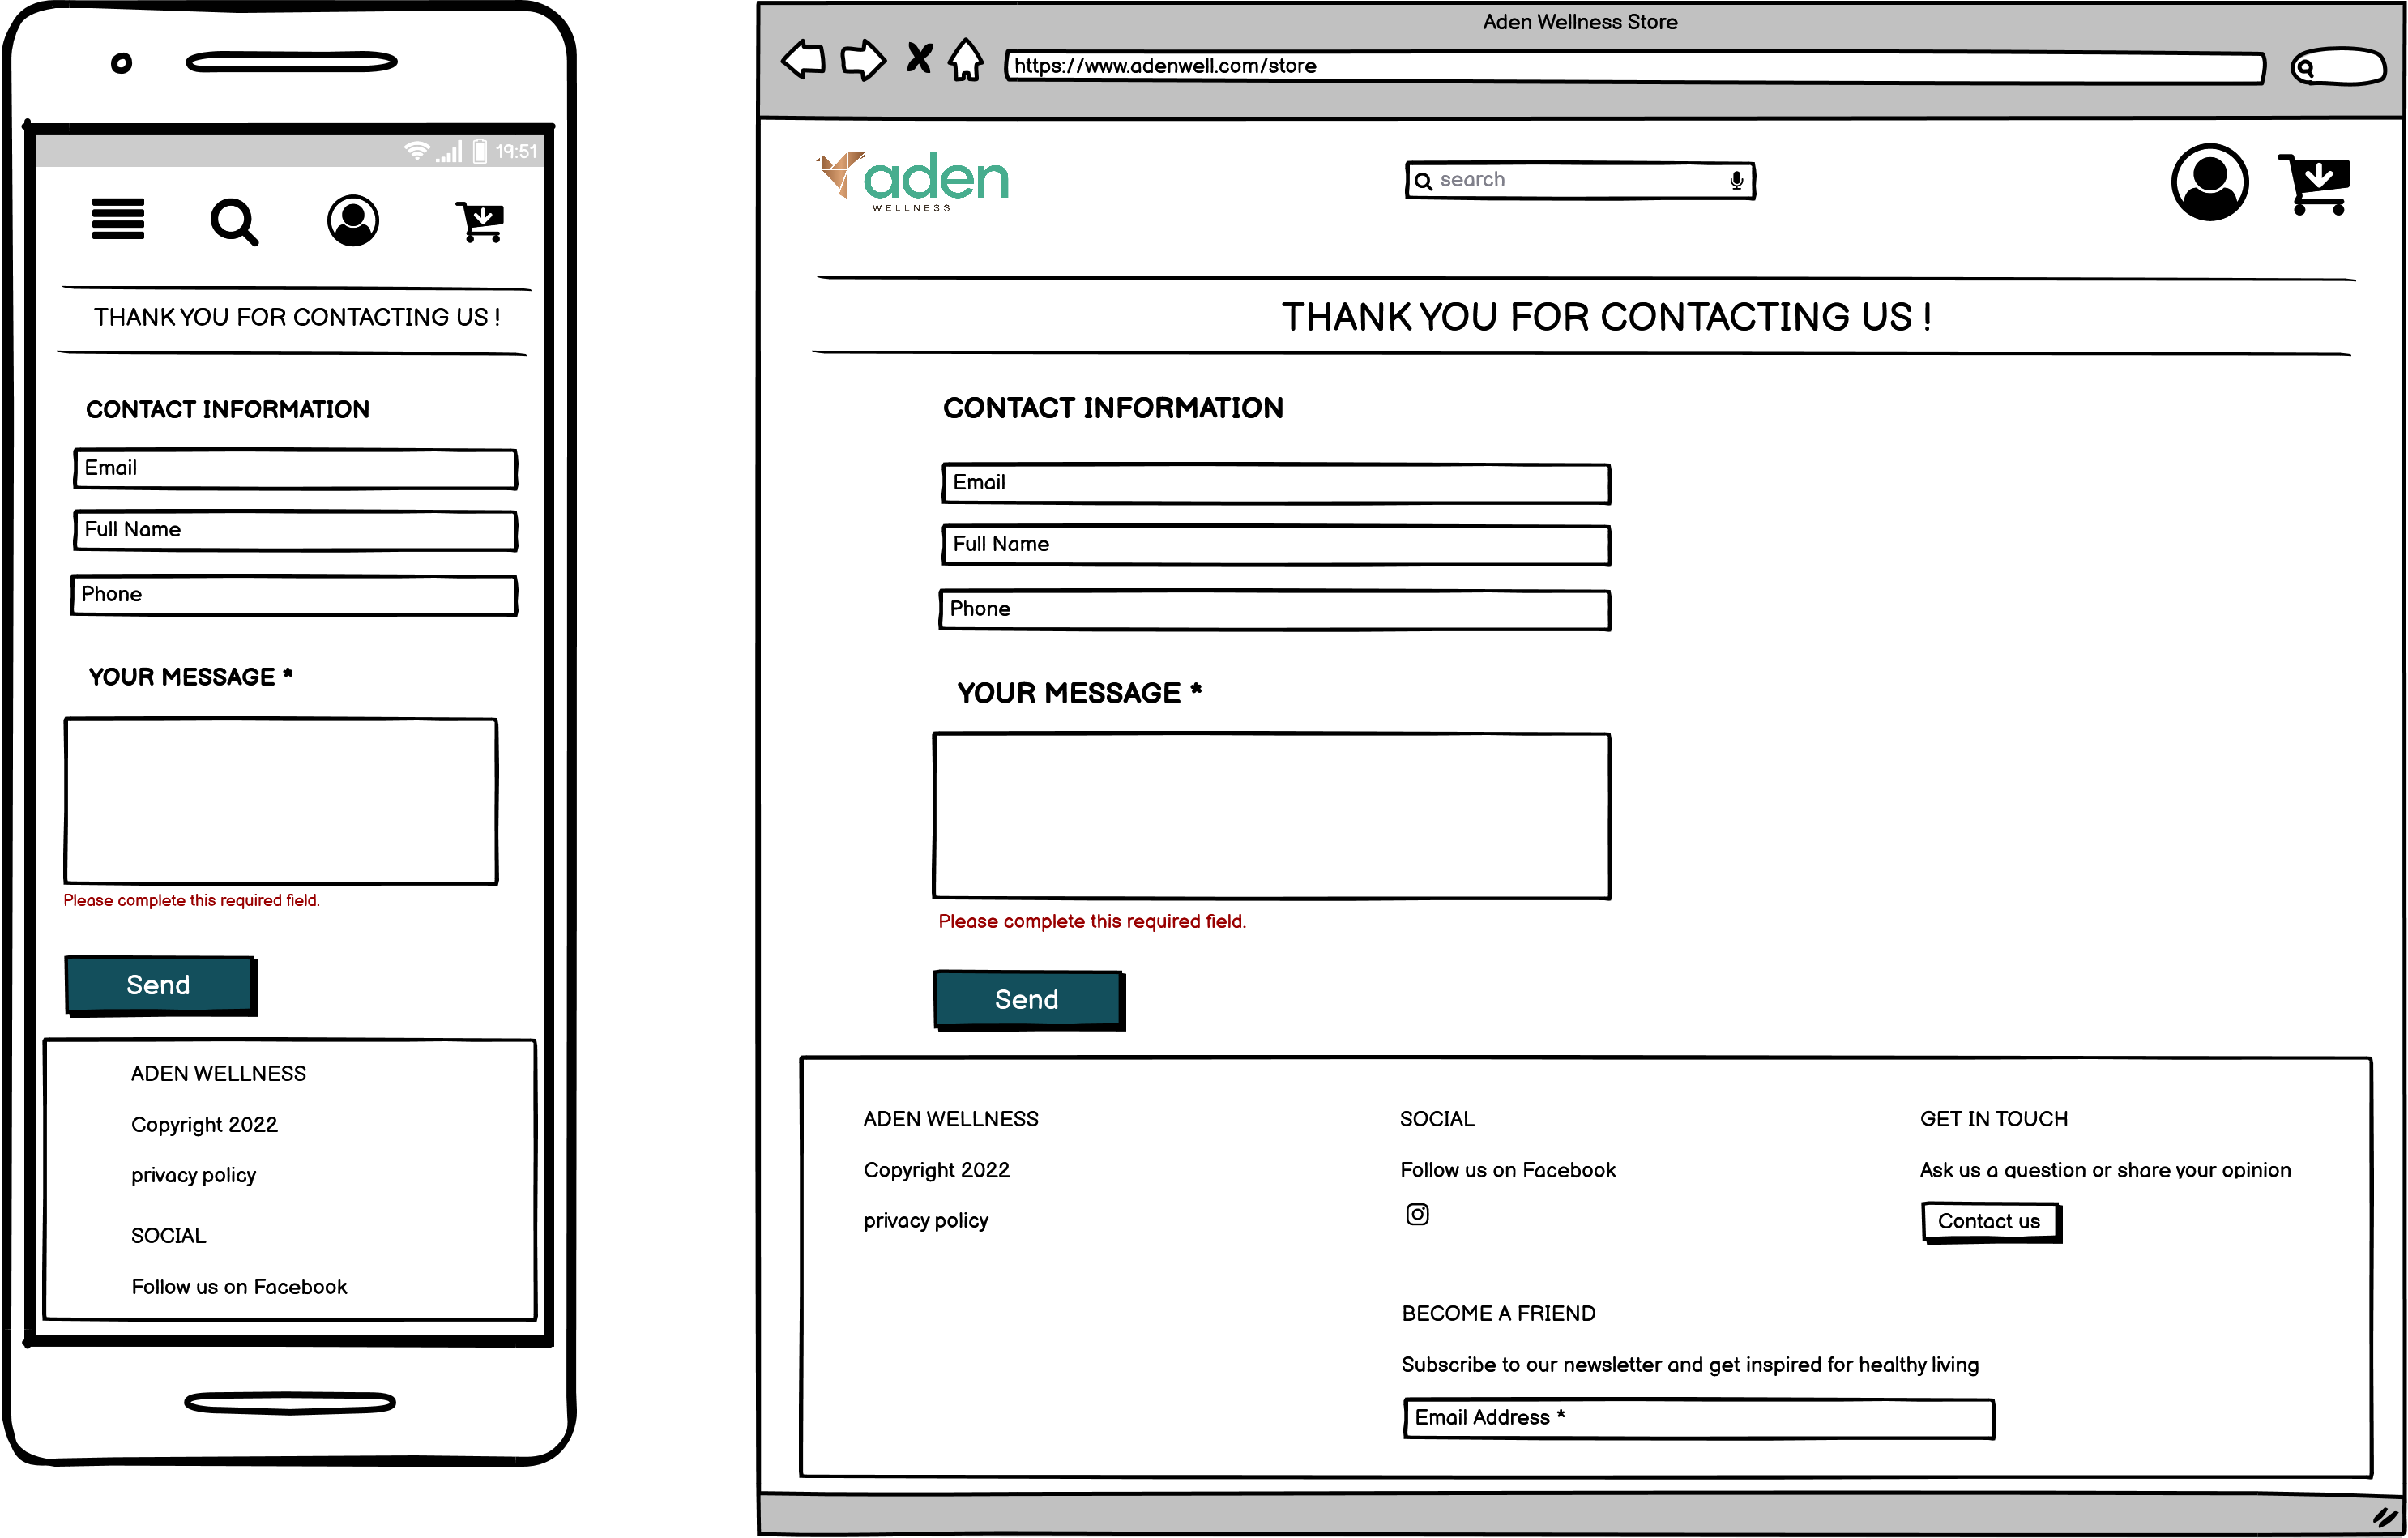 19:51
THANK YOU FOR CONTACTING US !
CONTACT INFORMATION
Email
Full Name
Phone
YOUR MESSAGE *
Please complete this required field.
Send
ADEN WELLNESS
Copyright 2022
privacy policy
SOCIAL
Follow us on Facebook
Aden Wellness Store
https://www.adenwell.com/store
aden
WELLNESS
search
THANK YOU FOR CONTACTING US !
CONTACT INFORMATION
Email
Full Name
Phone
YOUR MESSAGE *
Please complete this required field.
Send
ADEN WELLNESS
Copyright 2022
privacy policy
SOCIAL
Follow us on Facebook
GET IN TOUCH
Ask us a question or share your opinion
Contact us
BECOME A FRIEND
Subscribe to our newsletter and get inspired for healthy living
Email Address *